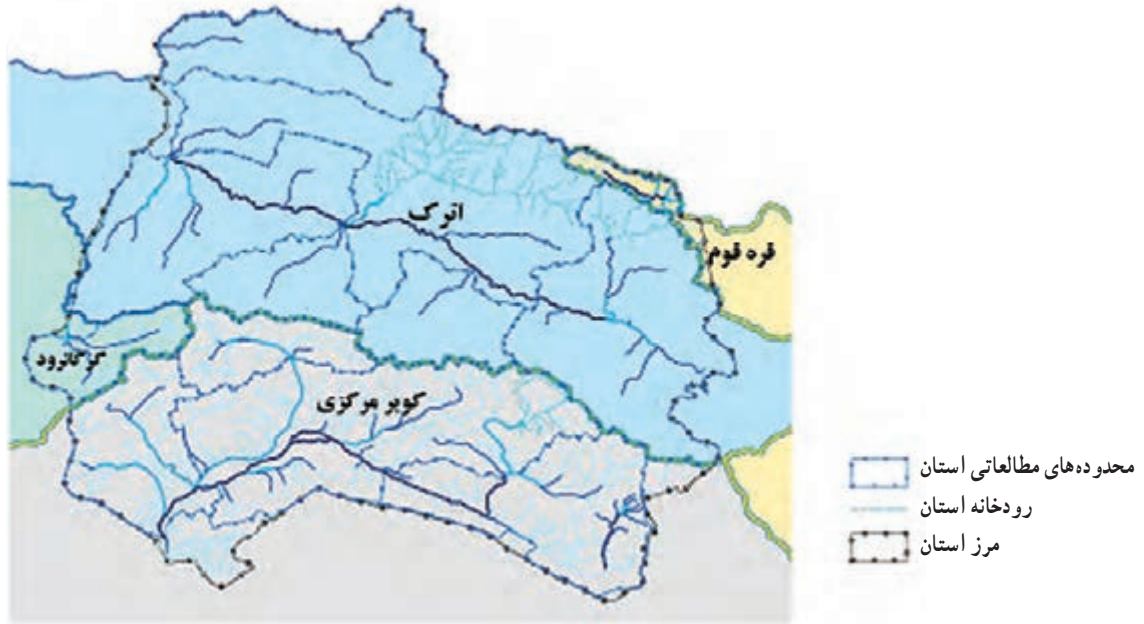 اترک
قره قوم
گرگانرود
کویر مرکزی
محدوده‌های مطالعاتی استان
رودخانه استان
مرز استان